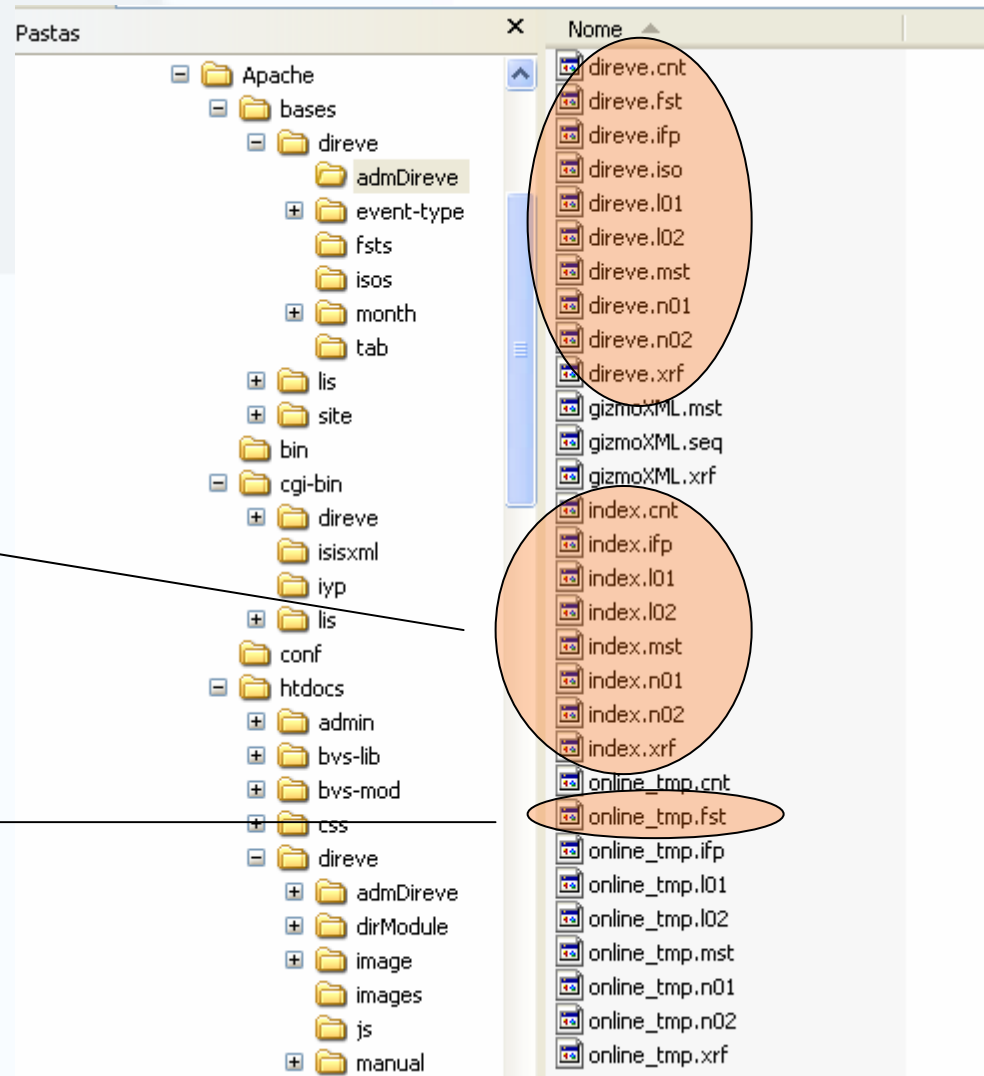 Pastas
Apache
bases
direve
admDireve
event-type
fsts
isos
month
tab
lis
site
bin
cgi-bin
direve
isisxml
iyp
lis
conf
htdocs
admin
bvs-lib
bvs-mod
css
direve
admDireve
dirModule
image
images
js
manual
Nome
direve.cnt
direve.fst
direve.ifp
direve.iso
direve.l01
direve.l02
direve.mst
direve.n01
direve.n02
direve.xrf
gizmoXML.mst
gizmoXML.seq
gizmoXML.xrf
index.cnt
index.ifp
index.l01
index.l02
index.mst
index.n01
index.n02
index.xrf
online_tmp.cnt
online_tmp.fst
online_tmp.ifp
online_tmp.l01
online_tmp.l02
online_tmp.mst
online_tmp.n01
online_tmp.n02
online_tmp.xrf